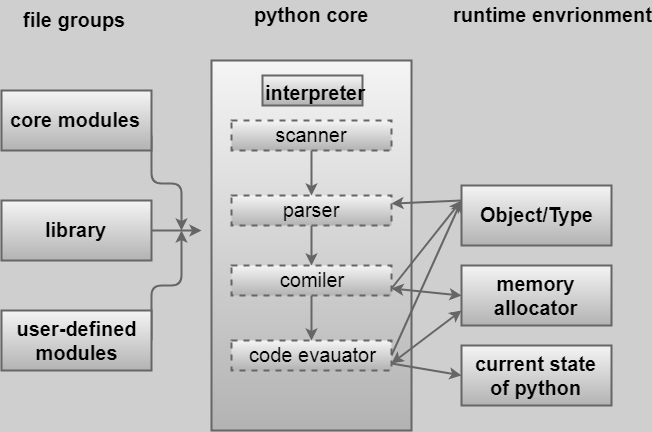 file groups
python core
runtime envrionment
core modules
library
user-defined
modules
interpreter
scanner
parser
comiler
code evauator
Object/Type
memory
allocator
current state
of python